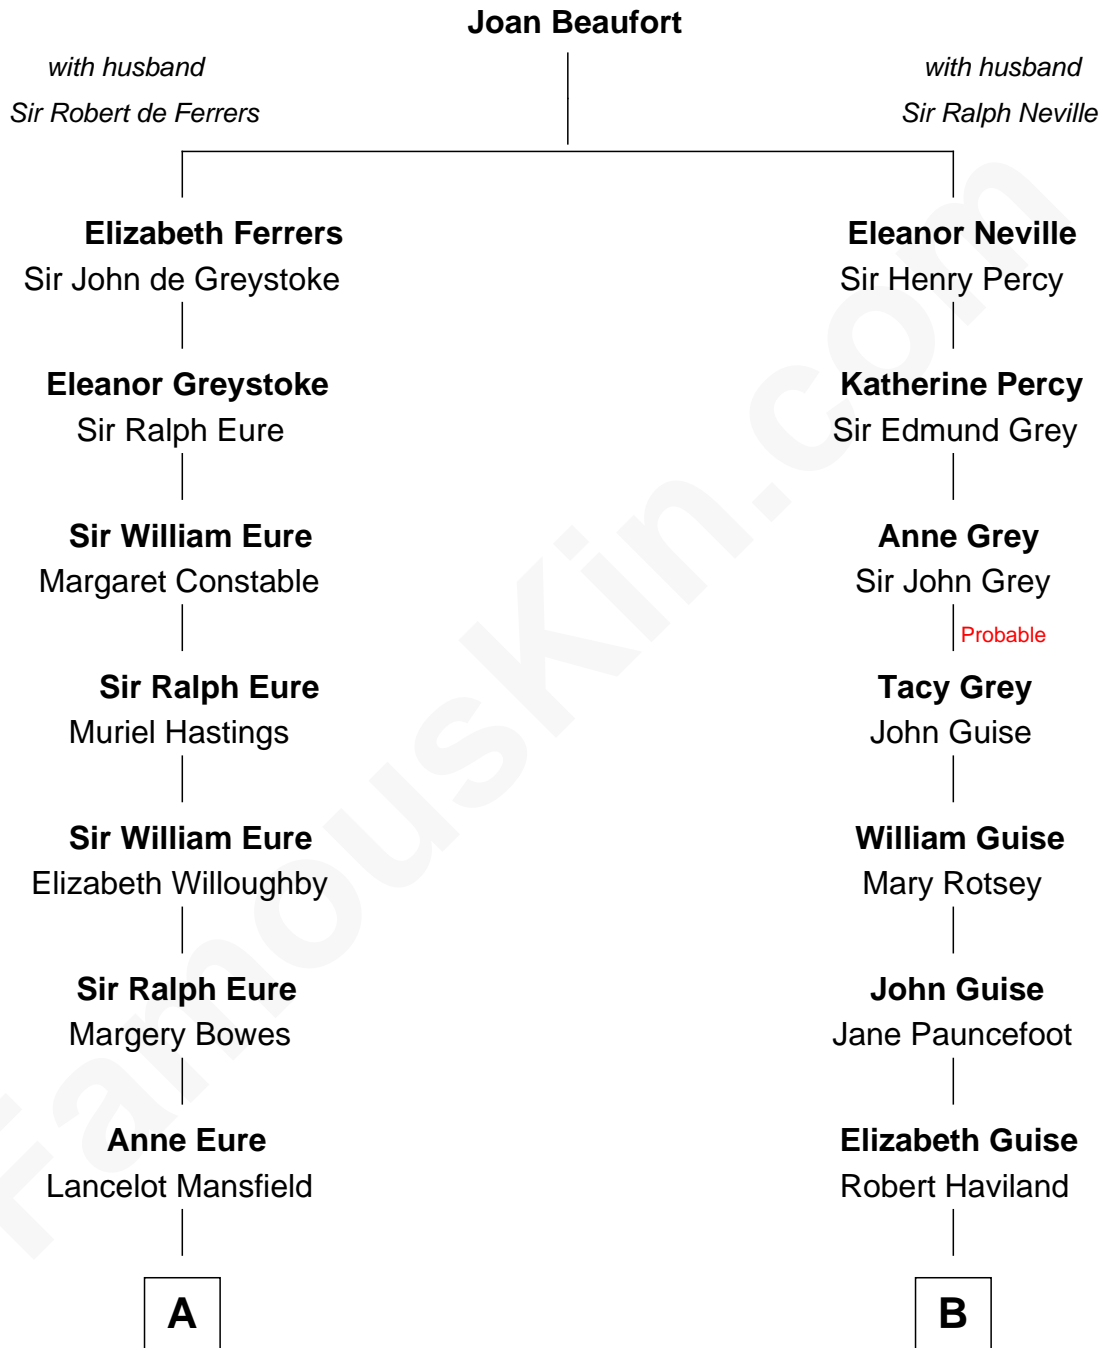 Joan Beaufort
with husband
Sir Robert de Ferrers
with husband
Sir Ralph Neville
Elizabeth Ferrers
Sir John de Greystoke
Eleanor Neville
Sir Henry Percy
Eleanor Greystoke
Sir Ralph Eure
Katherine Percy
Sir Edmund Grey
Sir William Eure
Margaret Constable
Anne Grey
Sir John Grey
Probable
Sir Ralph Eure
Muriel Hastings
Tacy Grey
John Guise
Sir William Eure
Elizabeth Willoughby
William Guise
Mary Rotsey
Sir Ralph Eure
Margery Bowes
John Guise
Jane Pauncefoot
Anne Eure
Lancelot Mansfield
Elizabeth Guise
Robert Haviland
A
B
FamousKin.com